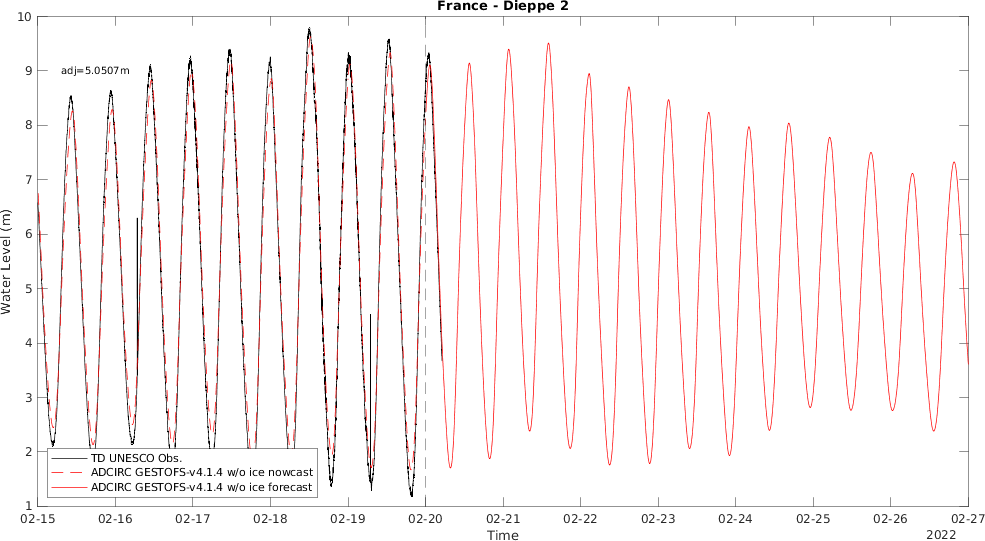 France - Dieppe 2
10
9
8
7
6
5
4
3
2
1
Water Level (m)
adj=5.0507m
TD UNESCO Obs.
ADCIRC GESTOFS-v4.1.4 w/o ice nowcast
ADCIRC GESTOFS-v4.1.4 w/o ice forecast
02-15 02-16 02-17 02-18 02-19 02-20 02-21 02-22 02-23 02-24 02-25 02-26 02-27
Time
2022